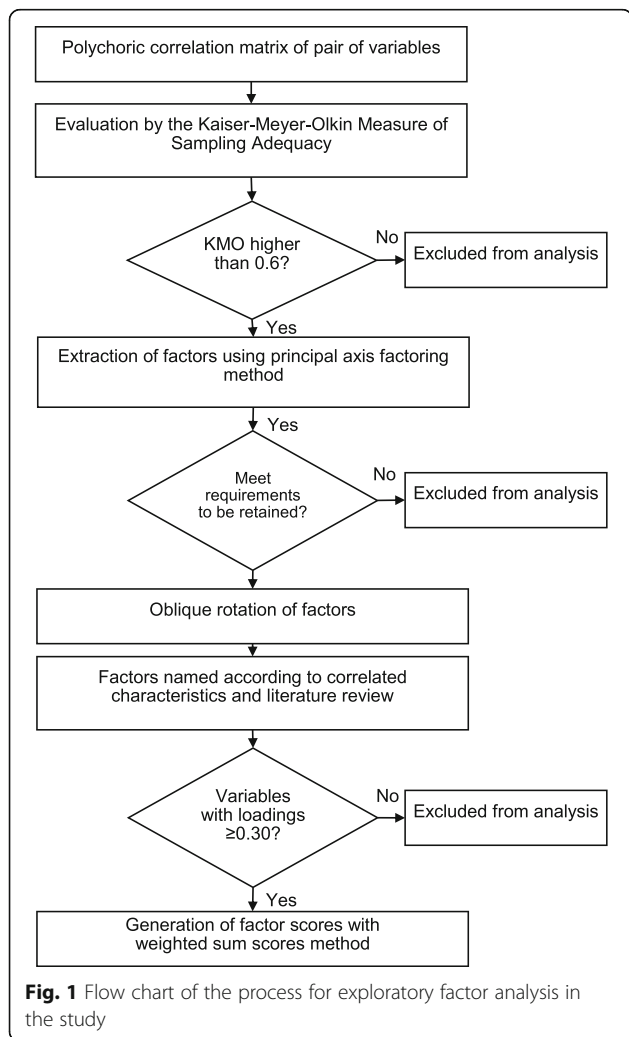 Polychoric correlation matrix of pair of variables
Evaluation by the Kaiser-Meyer-Olkin Measure of
Sampling Adequacy
KMO higher
than 0.6?
No
Excluded from analysis
Yes
Extraction of factors using principal axis factoring
method
Yes
Meet
requirements
to be retained?
No
Excluded from analysis
Oblique rotation of factors
Factors named according to correlated
characteristics and literature review
Variables
with loadings
≥0.30?
No
Excluded from analysis
Yes
Generation of factor scores with
weighted sum scores method
Fig. 1 Flow chart of the process for exploratory factor analysis in
the study